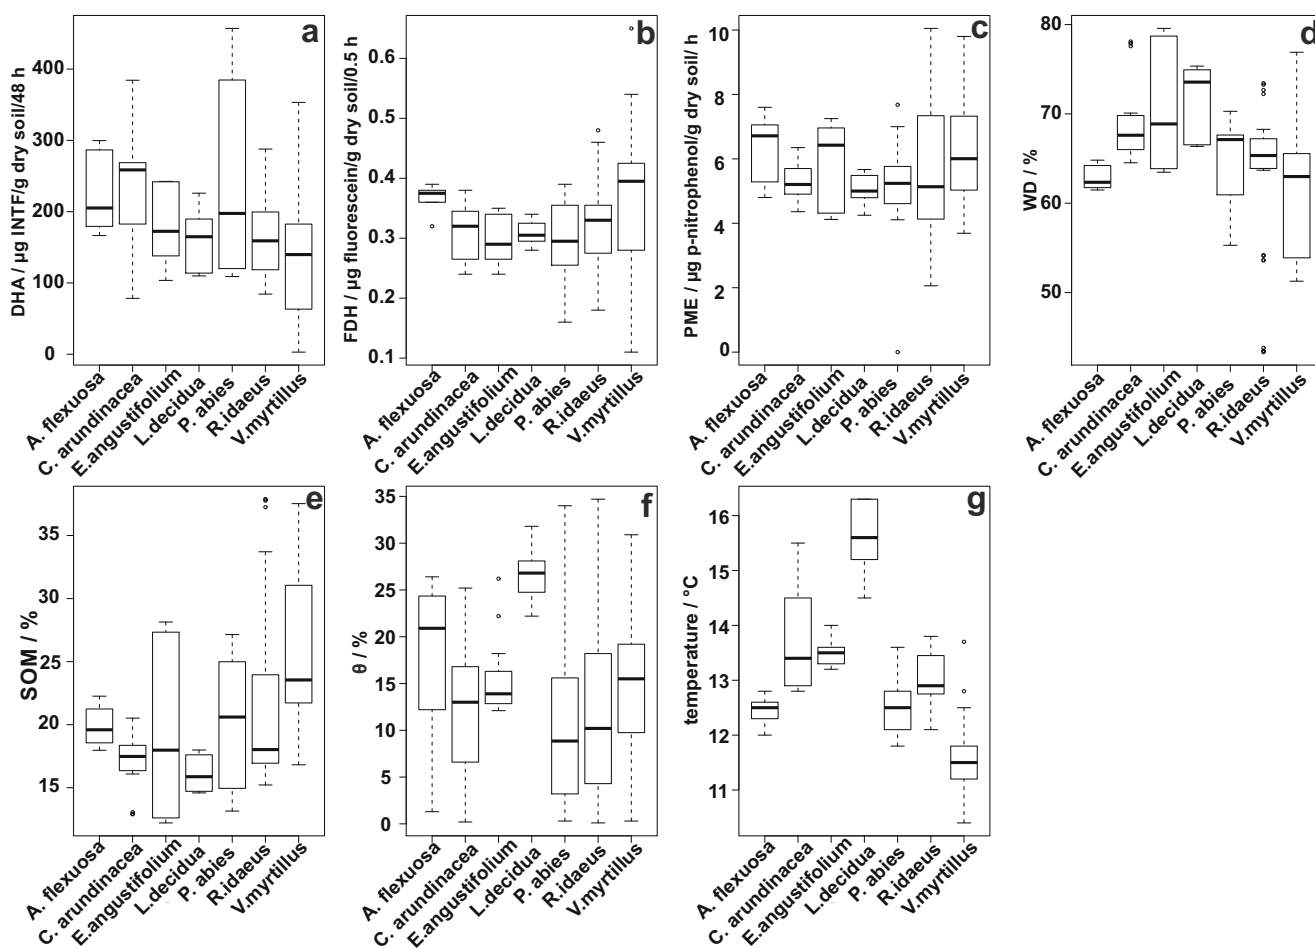 a
DHA / µg INTF/g dry soil/48 h
400
300
200
100
0
A. flexuosa
C. arundinacea
E.angustifolium
L.decidua
P. abies
R.idaeus
V.myrtillus
b
FDH / µg fluorescein/g dry soil/0.5 h
0.6
0.5
0.4
0.3
0.2
0.1
A. flexuosa
C. arundinacea
E.angustifolium
L.decidua
P. abies
R.idaeus
V.myrtillus
c
PME / µg p-nitrophenol/g dry soil/ h
10
8
6
4
2
0
A. flexuosa
C. arundinacea
E.angustifolium
L.decidua
P. abies
R.idaeus
V.myrtillus
d
WD / %
80
70
60
50
A. flexuosa
C. arundinacea
E.angustifolium
L.decidua
P. abies
R.idaeus
V.myrtillus
e
SOM / %
35
30
25
20
15
A. flexuosa
C. arundinacea
E.angustifolium
L.decidua
P. abies
R.idaeus
V.myrtillus
f
θ / %
35
30
25
20
15
10
5
0
A. flexuosa
C. arundinacea
E.angustifolium
L.decidua
P. abies
R.idaeus
V.myrtillus
g
temperature / °C
16
15
14
13
12
11
A. flexuosa
C. arundinacea
E.angustifolium
L.decidua
P. abies
R.idaeus
V.myrtillus